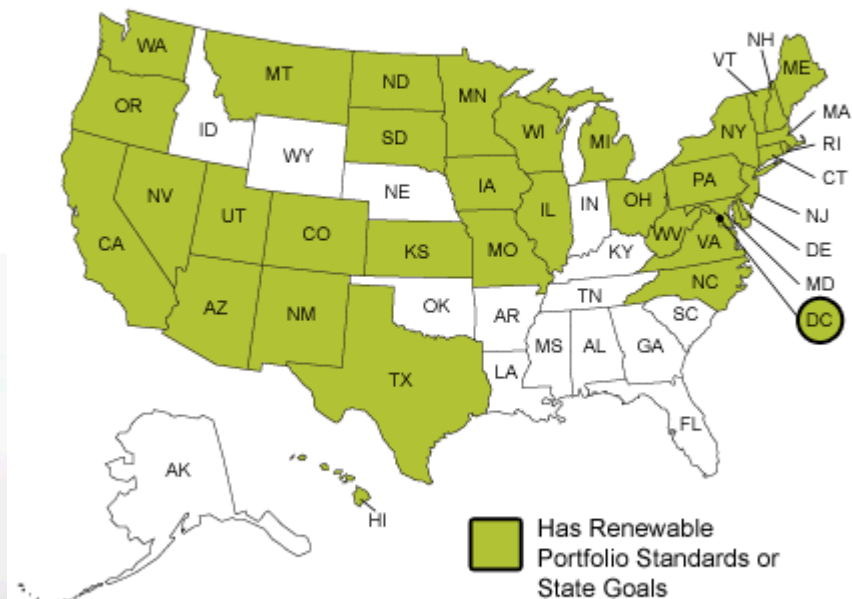 NH
VT
WA
ME
MT
ND
MN
MA
OR
ID
SD
WI
MI
NY
RI
WY
CT
NE
IA
PA
NV
IL
IN
OH
NJ
UT
CO
WV
CA
KS
MO
KY
VA
DE
MD
NC
AZ
NM
OK
AR
TN
SC
DC
MS
AL
GA
TX
LA
FL
AK
HI
Has Renewable
Portfolio Standards or
State Goals